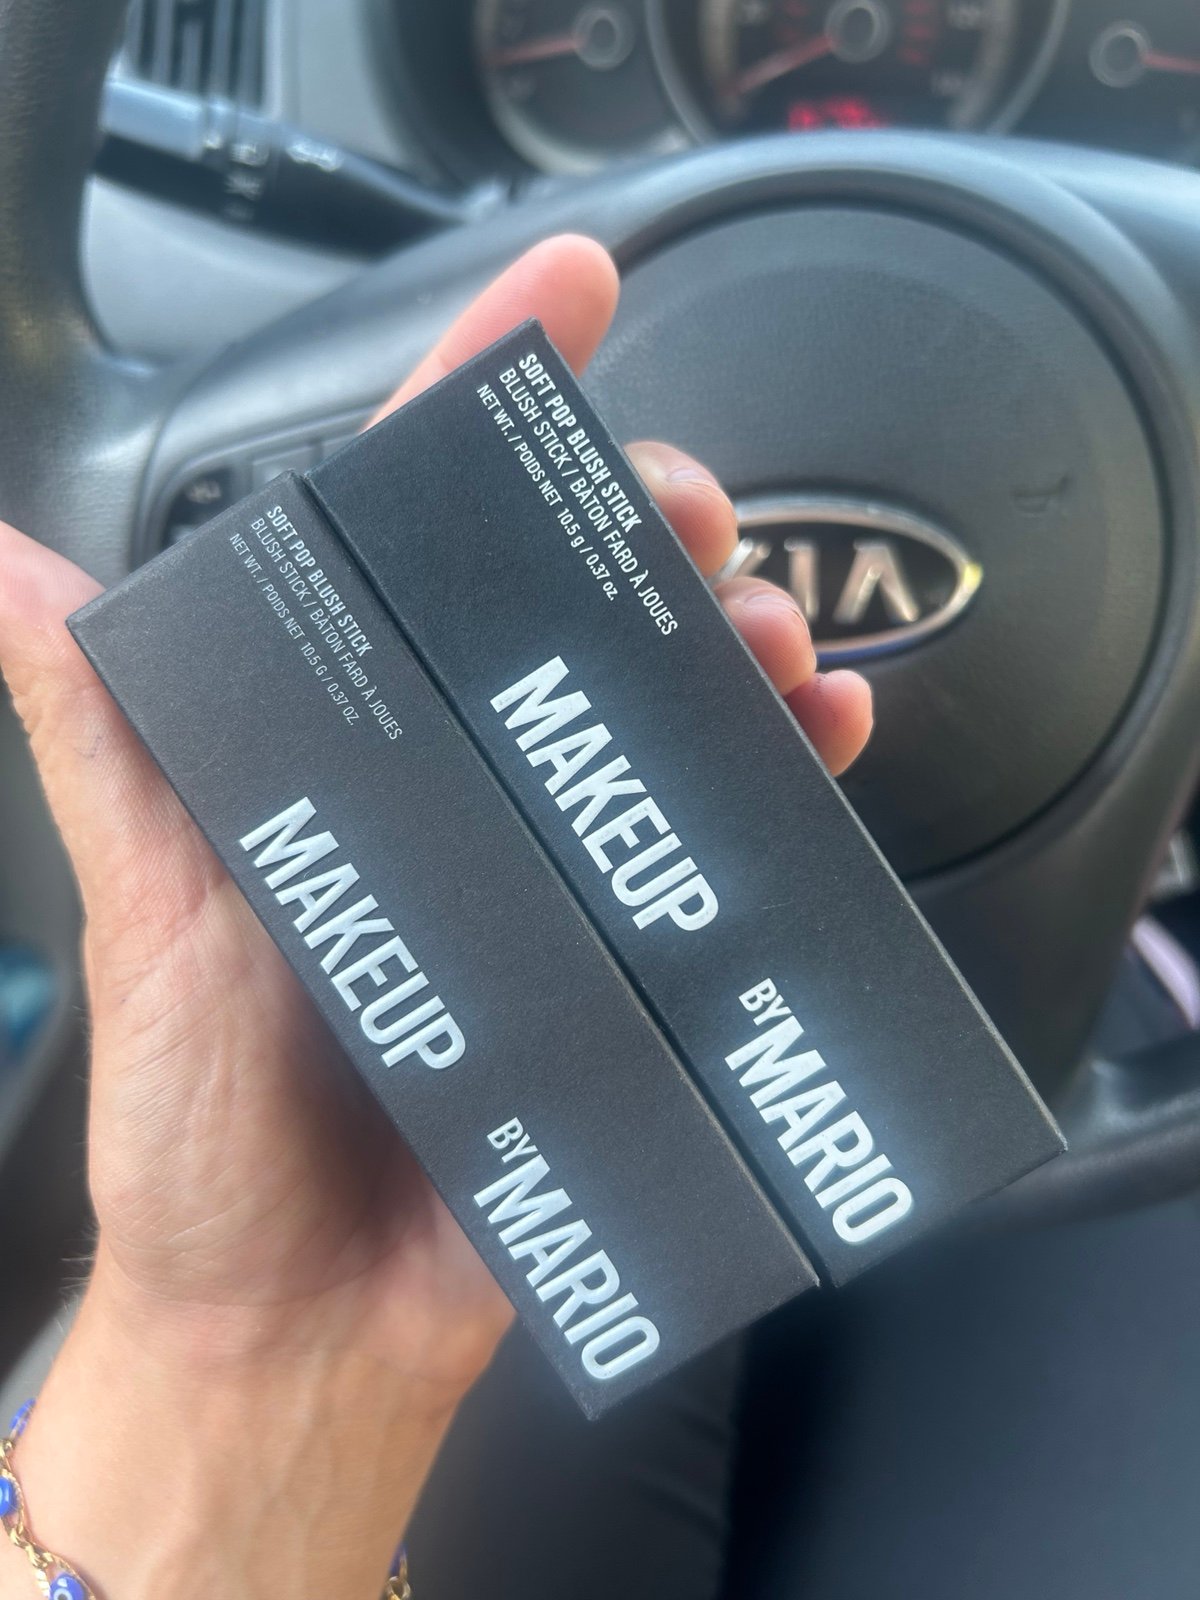 SOFT POP BLUSH STICK
BLUSH STICK / BÂTON FARD À JOUES
NET WT. / POIDS NET 10.5 g / 0.37 oz.
MAKEUP
BY MARIO
SOFT POP BLUSH STICK
BLUSH STICK / BÂTON FARD À JOUES
NET WT. / POIDS NET 10.5 G / 0.37 OZ.
MAKEUP
BY MARIO
KIA